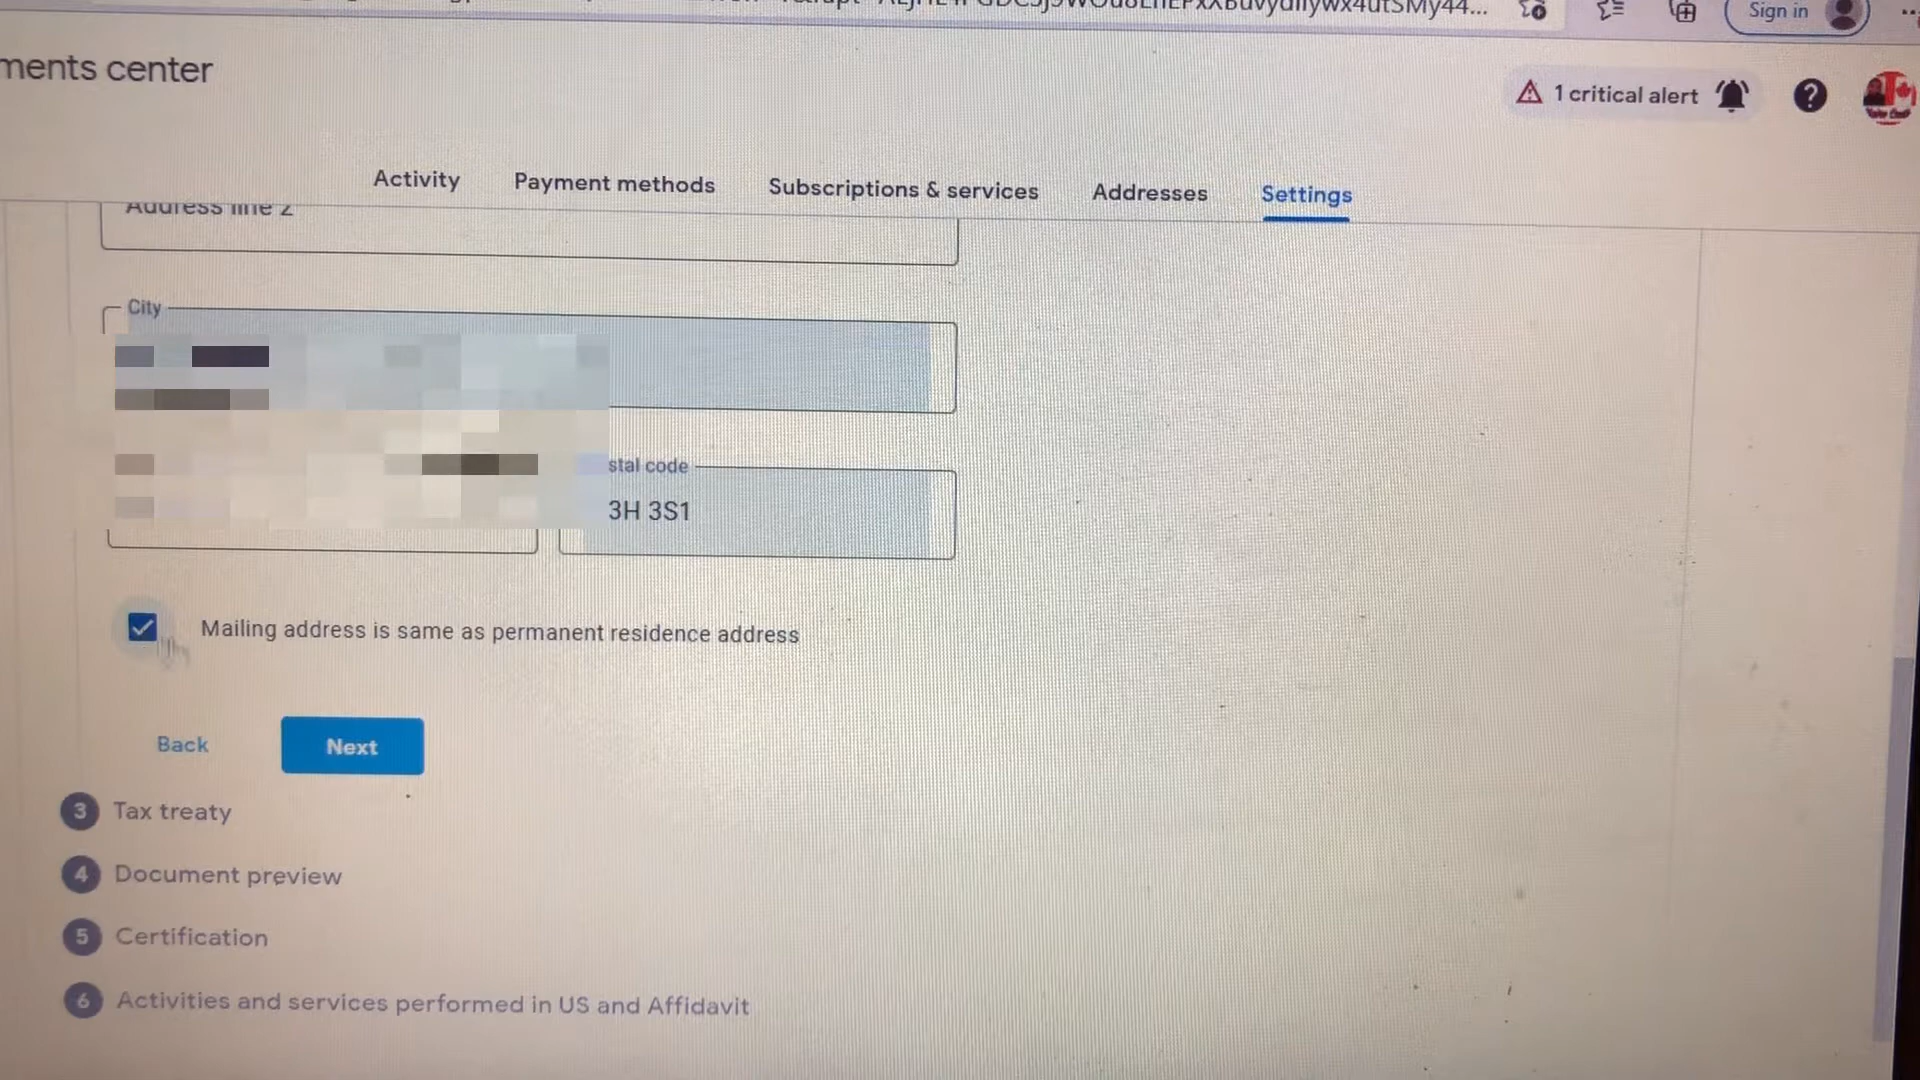 Sign in
ments center
1 critical alert
Activity
Payment methods
Subscriptions & services
Addresses
Settings
Address line 2
City
stal code
3H 3S1
Mailing address is same as permanent residence address
Back
Next
3 Tax treaty
4 Document preview
5 Certification
6 Activities and services performed in US and Affidavit